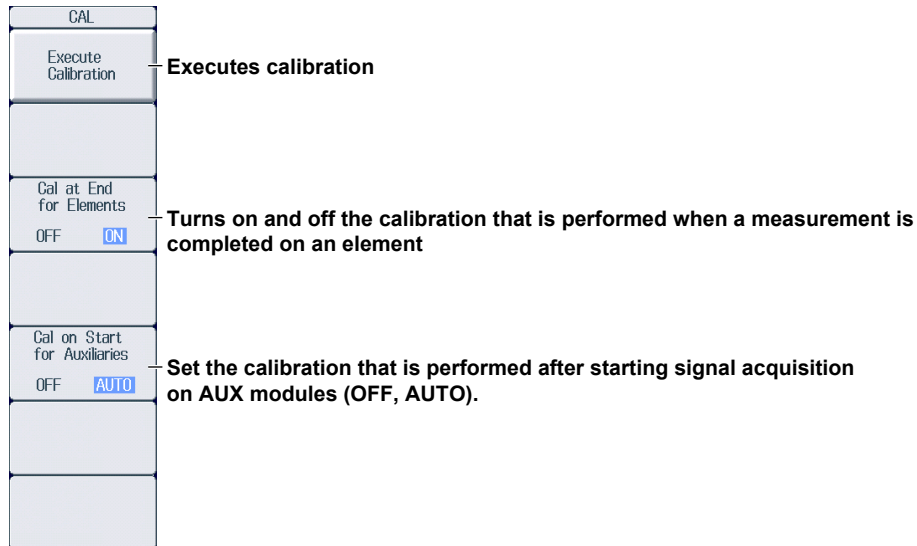 CAL
Execute
Calibration
Executes calibration
Cal at End
for Elements
OFF ON
Turns on and off the calibration that is performed when a measurement is
completed on an element
Cal on Start
for Auxiliaries
OFF AUTO
Set the calibration that is performed after starting signal acquisition
on AUX modules (OFF, AUTO).